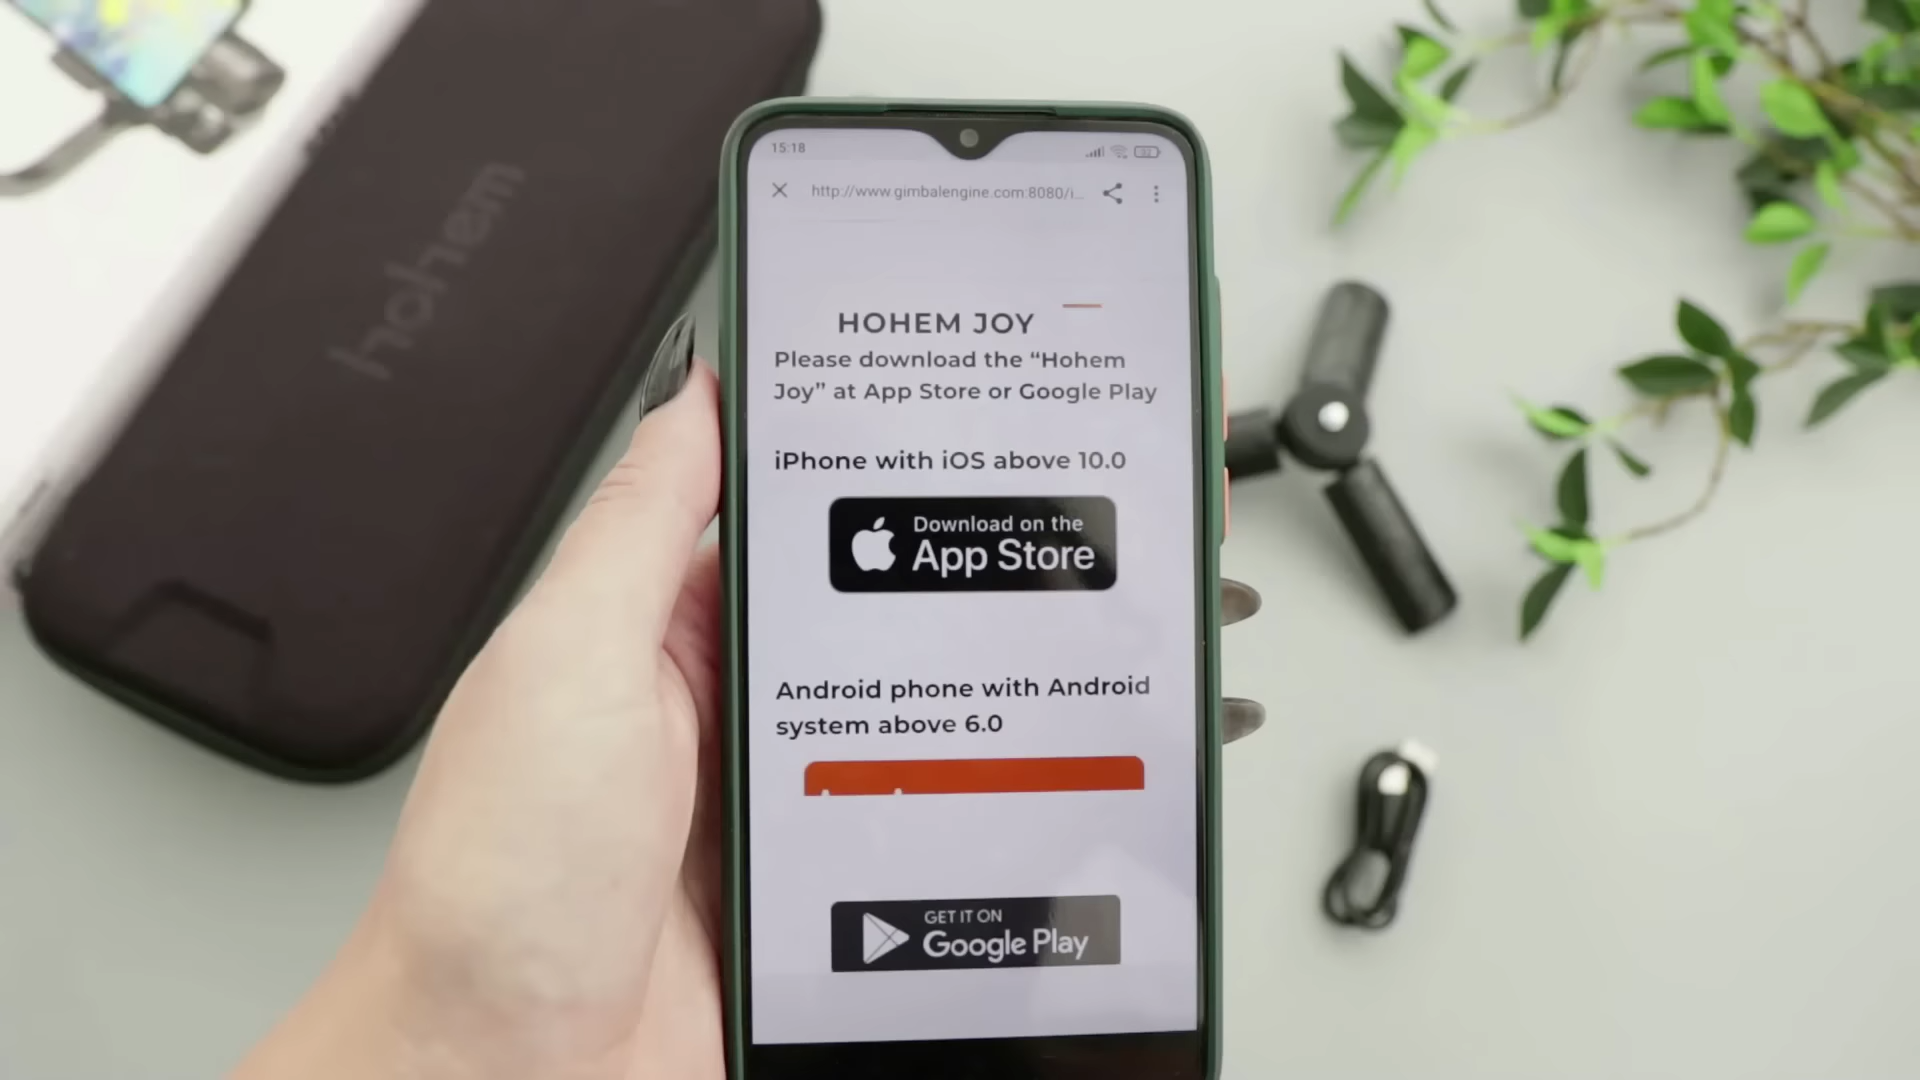 hohem
15:18
http://www.gimbalengine.com:8080/i...
HOHEM JOY
Please download the “Hohem
Joy” at App Store or Google Play
iPhone with iOS above 10.0
Download on the
App Store
Android phone with Android
system above 6.0
GET IT ON
Google Play